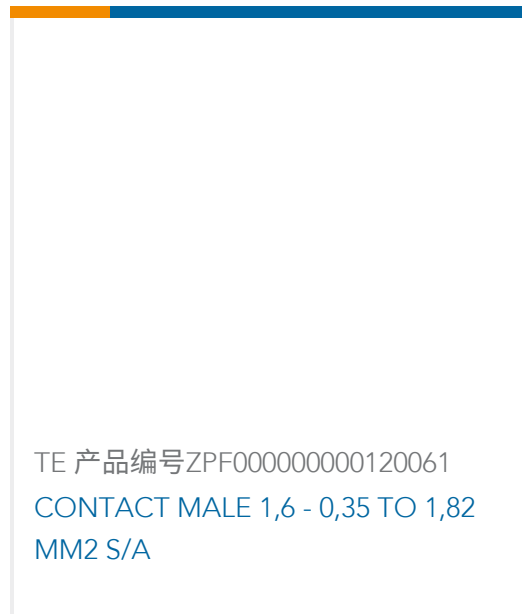 TE 产品编号ZPF000000000120061
CONTACT MALE 1,6 - 0,35 TO 1,82
MM2 S/A